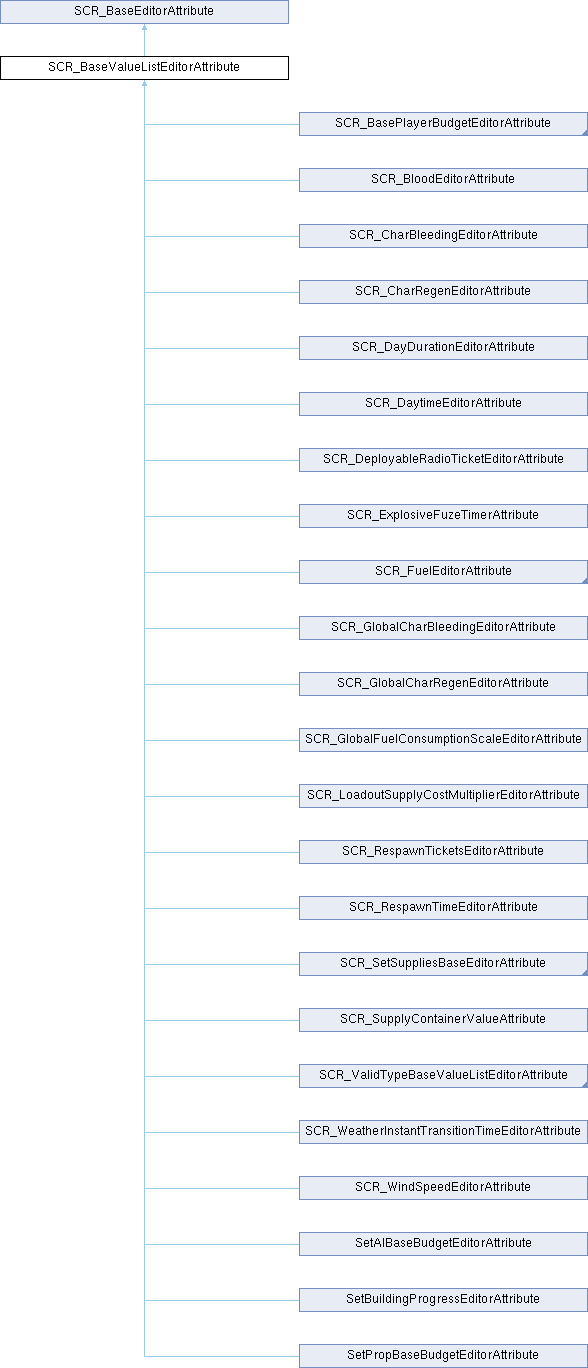 SCR_BaseEditorAttribute
SCR_BaseValueListEditorAttribute
SCR_BasePlayerBudgetEditorAttribute
SCR_BloodEditorAttribute
SCR_CharBleedingEditorAttribute
SCR_CharRegenEditorAttribute
SCR_DayDurationEditorAttribute
SCR_DaytimeEditorAttribute
SCR_DeployableRadioTicketEditorAttribute
SCR_ExplosiveFuzeTimerAttribute
SCR_FuelEditorAttribute
SCR_GlobalCharBleedingEditorAttribute
SCR_GlobalCharRegenEditorAttribute
SCR_GlobalFuelConsumptionScaleEditorAttribute
SCR_LoadoutSupplyCostMultiplierEditorAttribute
SCR_RespawnTicketsEditorAttribute
SCR_RespawnTimeEditorAttribute
SCR_SetSuppliesBaseEditorAttribute
SCR_SupplyContainerValueAttribute
SCR_ValidTypeBaseValueListEditorAttribute
SCR_WeatherInstantTransitionTimeEditorAttribute
SCR_WindSpeedEditorAttribute
SetAIBaseBudgetEditorAttribute
SetBuildingProgressEditorAttribute
SetPropBaseBudgetEditorAttribute